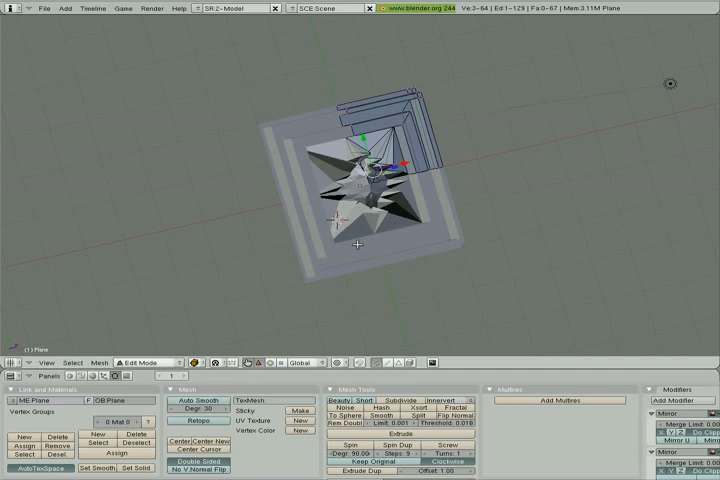 File Add Timeline Game Render Help SR:2-Model SCE:Scene www.blender.org 244 Ve:3-64 | Ed:1-129 | Fa:0-67 | Mem:3.11M Plane
(1) Plane
View Select Mesh Edit Mode Global
Panels 1
Link and Materials Mesh Mesh Tools Multires Modifiers
ME:Plane F OB:Plane Auto Smooth TexMesh: Beauty Short Subdivide Innervert Add Multires Add Modifier
Vertex Groups Degr: 30 Sticky Make Noise Hash Xsort Fractal Mirror
0 Mat 0 ? Retopo UV Texture New To Sphere Smooth Split Flip Normal Merge Limit: 0.00
Vertex Color New Rem Doubl Limit: 0.001 Threshold: 0.018 X Y Z Do Clip
New Delete New Delete Center Center New Extrude Mirror U Mirro
Assign Remove Select Deselect Center Cursor Spin Spin Dup Screw Mirror
Select Desel. Assign Degr: 90.00 Steps: 9 Turns: 1 Merge Limit: 0.00
AutoTexSpace Set Smooth Set Solid Double Sided Keep Original Clockwise X Y Z Do Clip
No V.Normal Flip Extrude Dup Offset: 1.00